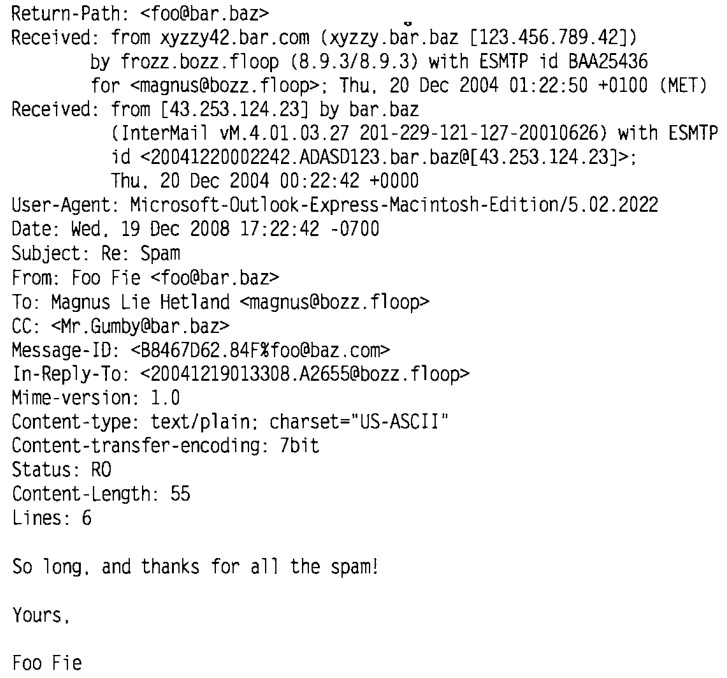 Return-Path: <foo@bar.baz>
Received: from xyzzy42.bar.com (xyzzy.bar.baz [123.456.789.42])
by frozz.bozz.floop (8.9.3/8.9.3) with ESMTP id BAA25436
for <magnus@bozz.floop>; Thu, 20 Dec 2004 01:22:50 +0100 (MET)
Received: from [43.253.124.23] by bar.baz
(InterMail vM.4.01.03.27 201-229-121-127-20010626) with ESMTP
id <20041220002242.ADASD123.bar.baz@[43.253.124.23]>;
Thu, 20 Dec 2004 00:22:42 +0000
User-Agent: Microsoft-Outlook-Express-Macintosh-Edition/5.02.2022
Date: Wed, 19 Dec 2008 17:22:42 -0700
Subject: Re: Spam
From: Foo Fie <foo@bar.baz>
To: Magnus Lie Hetland <magnus@bozz.floop>
CC: <Mr.Gumby@bar.baz>
Message-ID: <B8467D62.84F%foo@baz.com>
In-Reply-To: <20041219013308.A2655@bozz.floop>
Mime-version: 1.0
Content-type: text/plain; charset="US-ASCII"
Content-transfer-encoding: 7bit
Status: RO
Content-Length: 55
Lines: 6
So long, and thanks for all the spam!
Yours,
Foo Fie